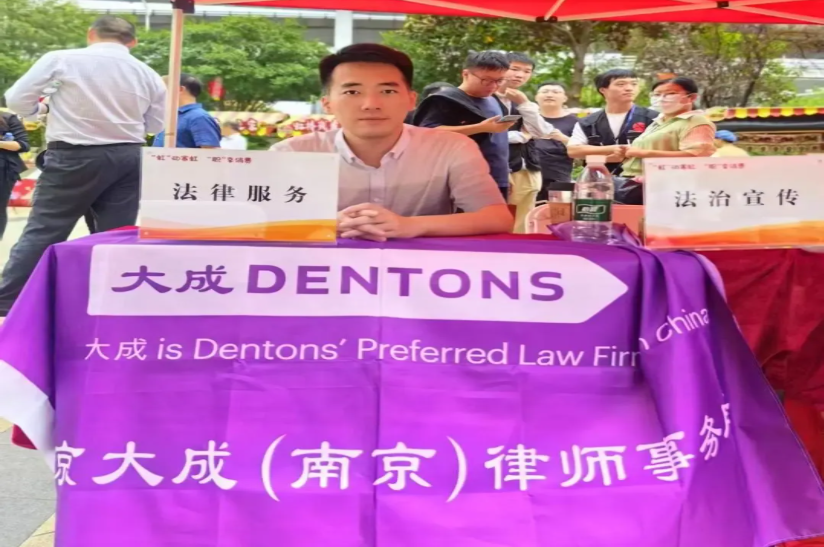 法律服务
法治宣传
大成 DENTONS
大成 is Dentons' Preferred Law Firm in China
京大成(南京)律师事务